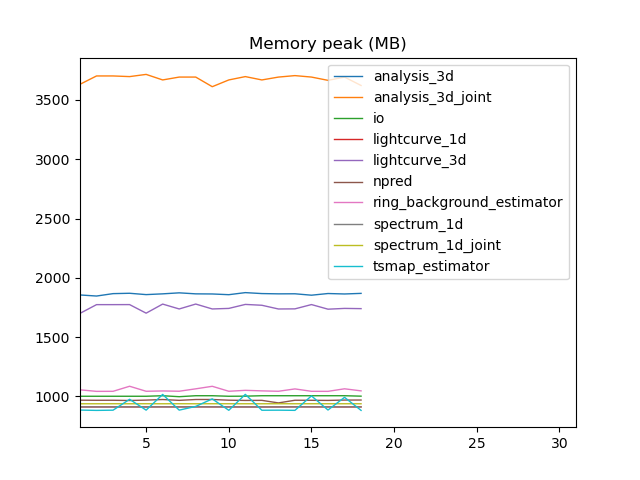 Memory peak (MB)
analysis_3d
analysis_3d_joint
io
lightcurve_1d
lightcurve_3d
npred
ring_background_estimator
spectrum_1d
spectrum_1d_joint
tsmap_estimator
3500
3000
2500
2000
1500
1000
5 10 15 20 25 30